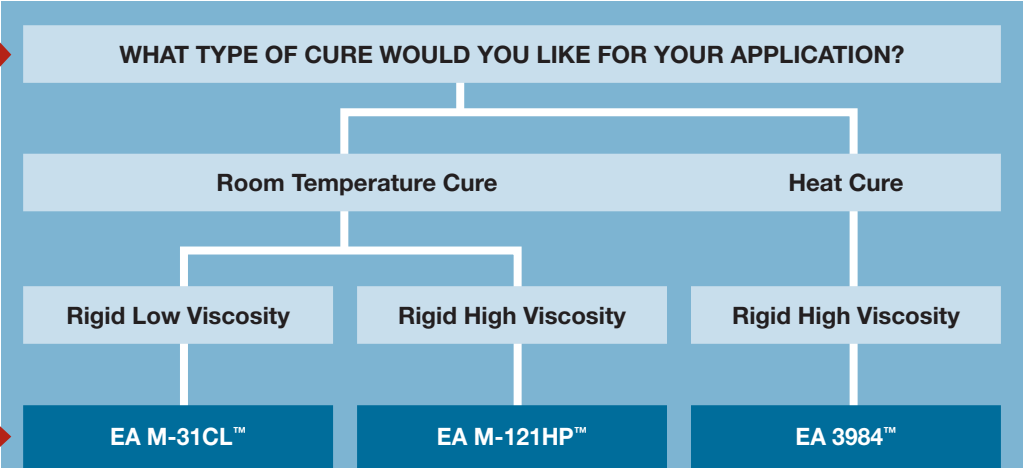 WHAT TYPE OF CURE WOULD YOU LIKE FOR YOUR APPLICATION?
Room Temperature Cure
Heat Cure
Rigid Low Viscosity
Rigid High Viscosity
Rigid High Viscosity
EA M-31CL™
EA M-121HP™
EA 3984™